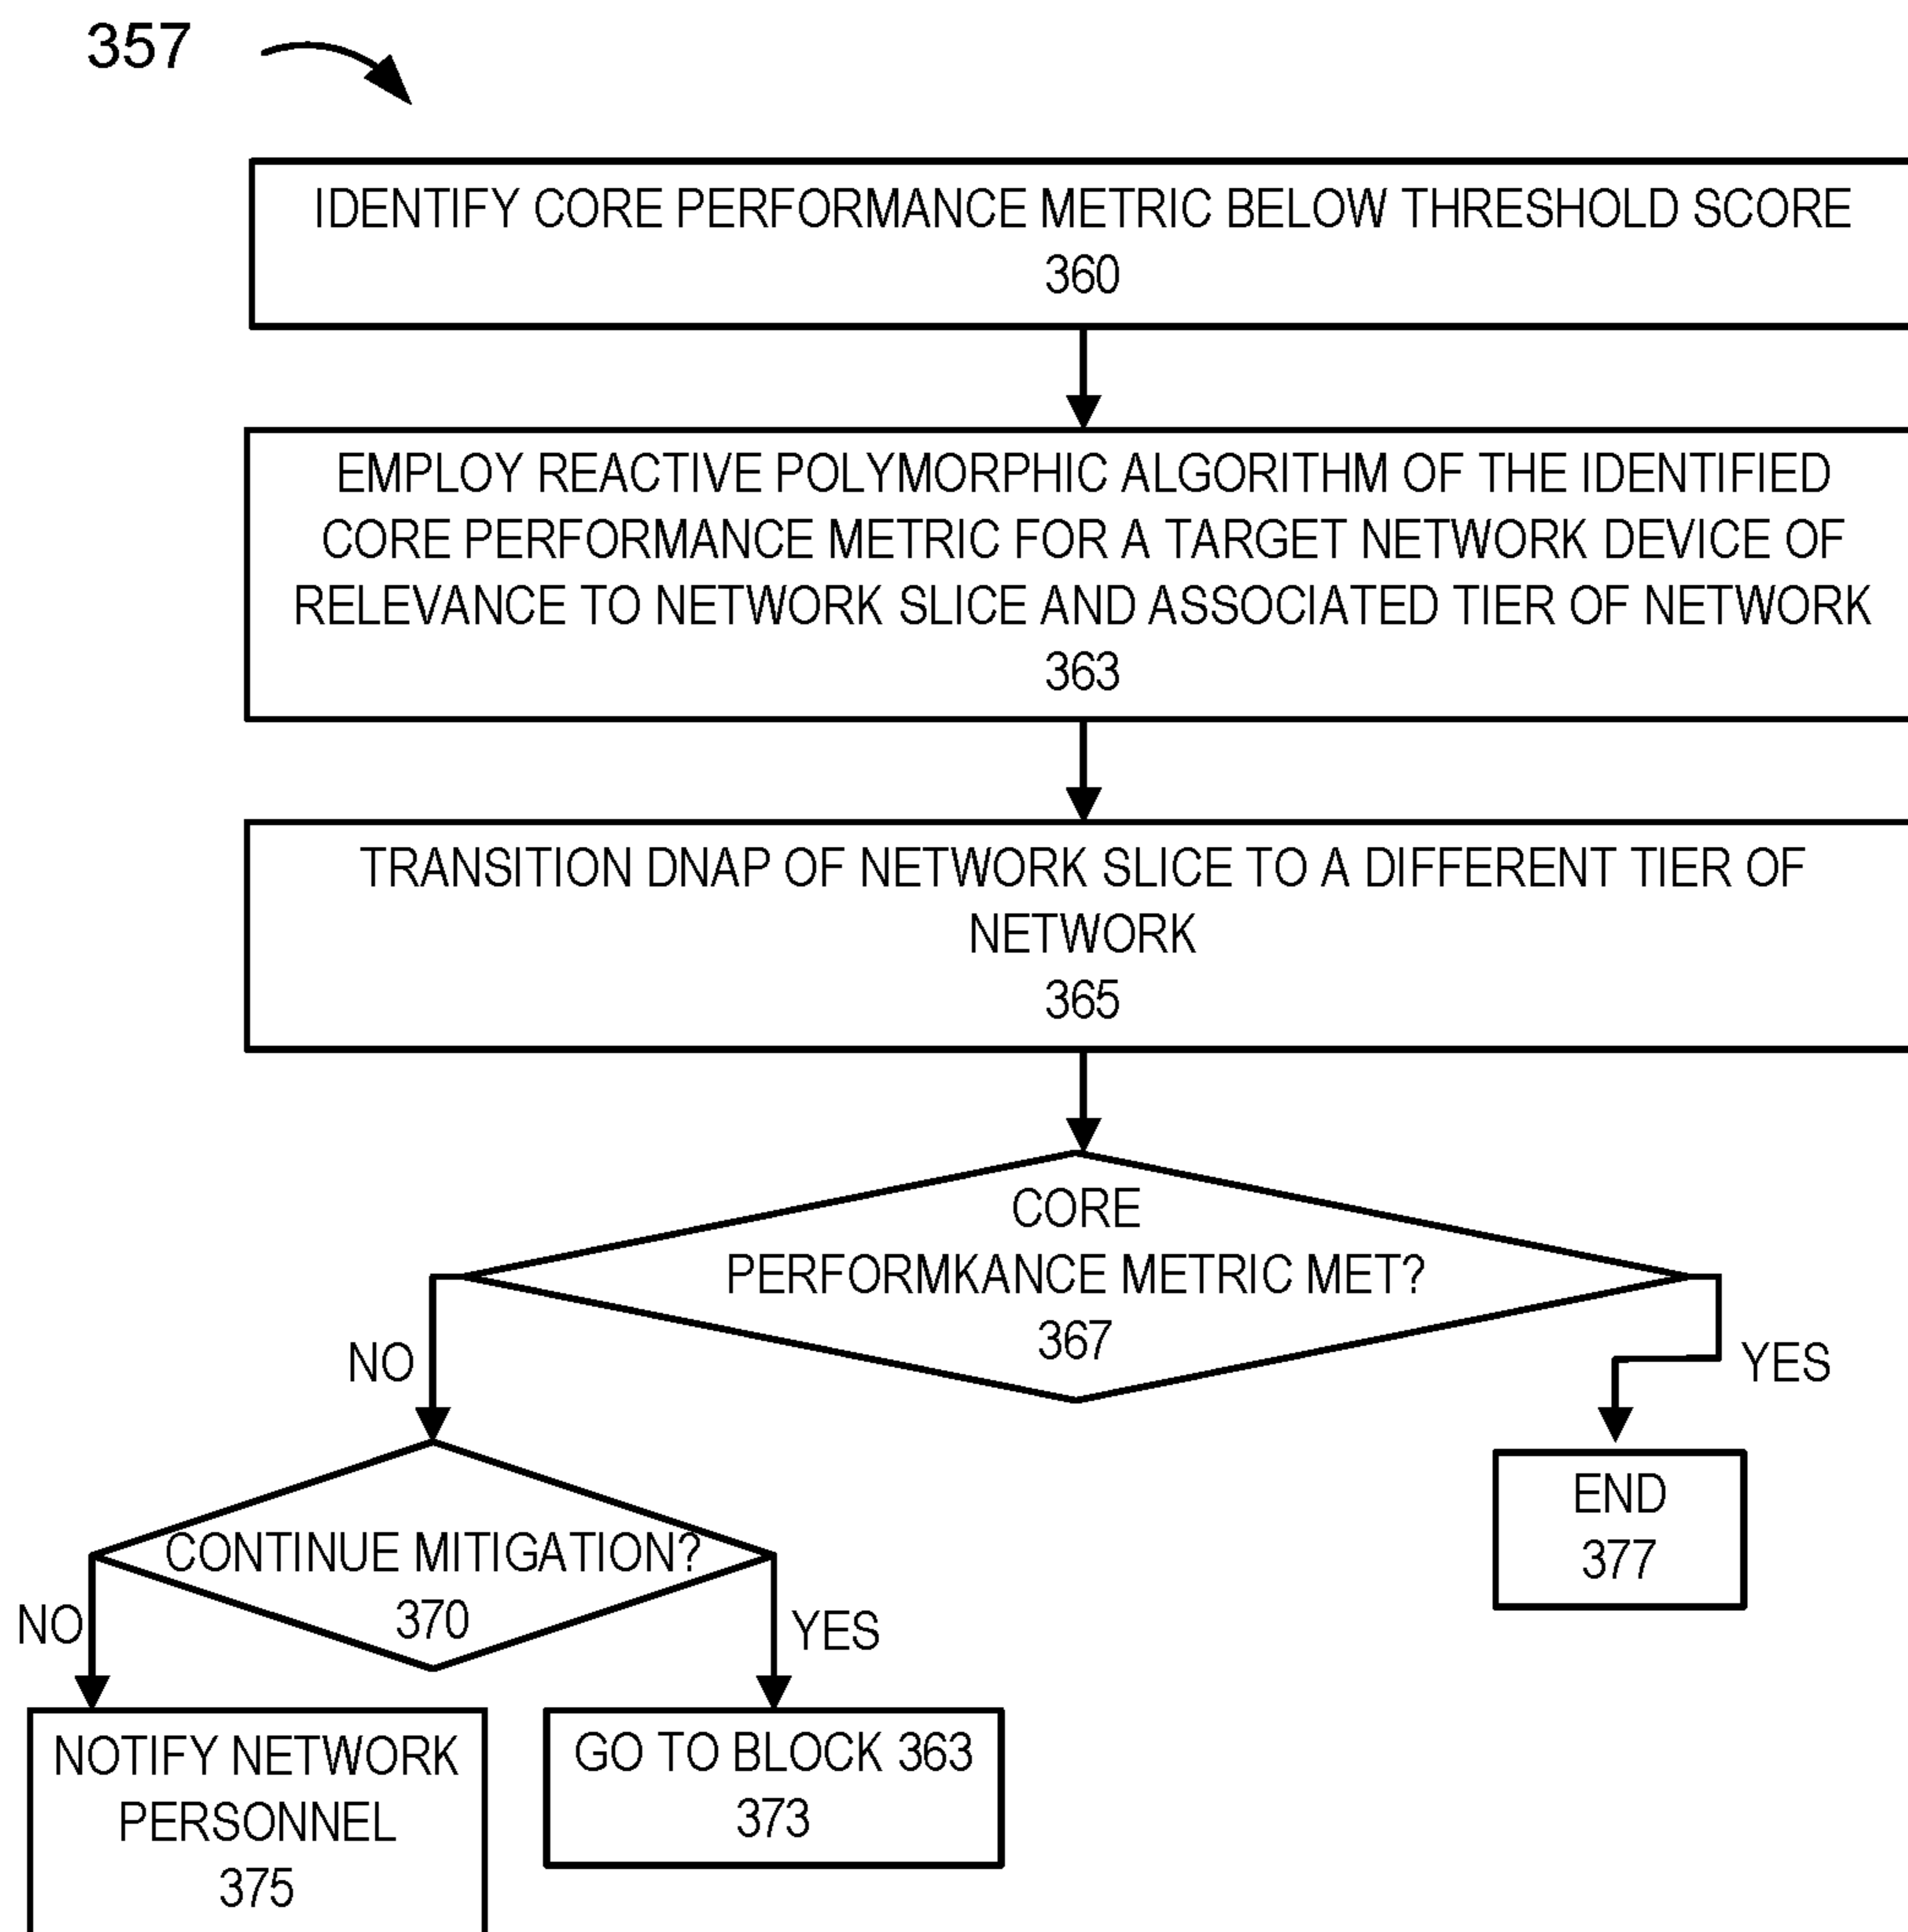 357
IDENTIFY CORE PERFORMANCE METRIC BELOW THRESHOLD SCORE
360
EMPLOY REACTIVE POLYMORPHIC ALGORITHM OF THE IDENTIFIED
CORE PERFORMANCE METRIC FOR A TARGET NETWORK DEVICE OF
RELEVANCE TO NETWORK SLICE AND ASSOCIATED TIER OF NETWORK
363
TRANSITION DNAP OF NETWORK SLICE TO A DIFFERENT TIER OF
NETWORK
365
CORE
PERFORMKANCE METRIC MET?
367
NO
YES
END
377
CONTINUE MITIGATION?
370
NO
YES
NOTIFY NETWORK
PERSONNEL
375
GO TO BLOCK 363
373